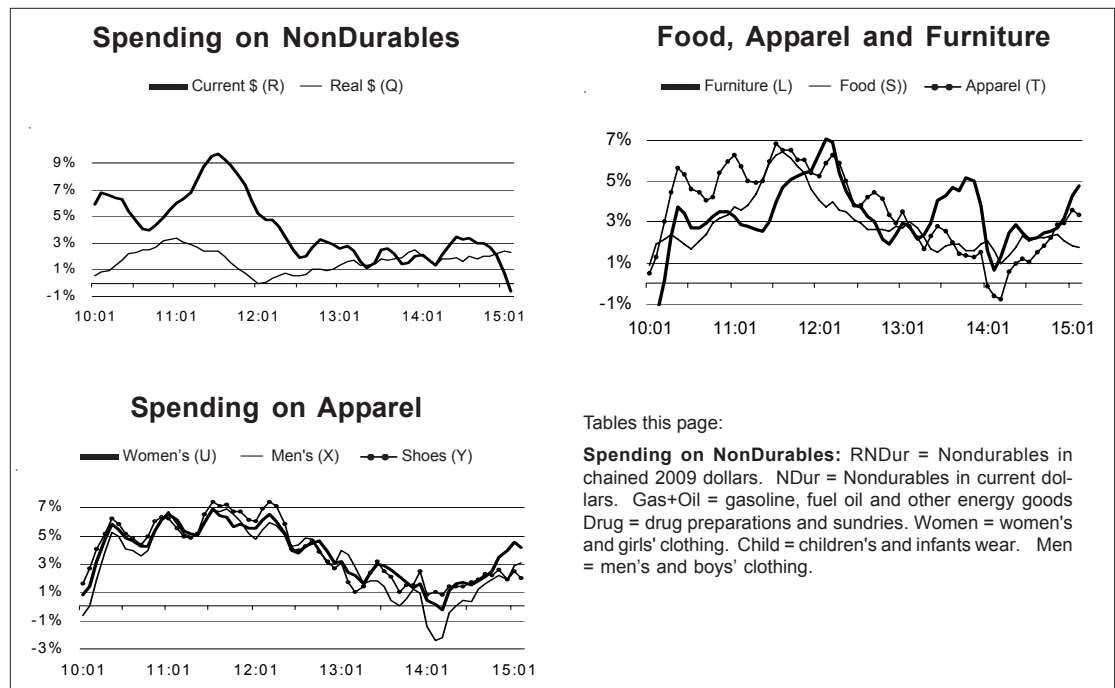 Spending on NonDurables
Current $ (R) Real $ (Q)
9%
7%
5%
3%
1%
-1%
10:01 11:01 12:01 13:01 14:01 15:01
Food, Apparel and Furniture
Furniture (L) Food (S)) Apparel (T)
7%
5%
3%
1%
-1%
10:01 11:01 12:01 13:01 14:01 15:01
Spending on Apparel
Women's (U) Men's (X) Shoes (Y)
7%
5%
3%
1%
-1%
-3%
10:01 11:01 12:01 13:01 14:01 15:01
Tables this page:
Spending on NonDurables: RNDur = Nondurables in
chained 2009 dollars. NDur = Nondurables in current dol-
lars. Gas+Oil = gasoline, fuel oil and other energy goods
Drug = drug preparations and sundries. Women = women's
and girls' clothing. Child = children's and infants wear. Men
= men's and boys' clothing.